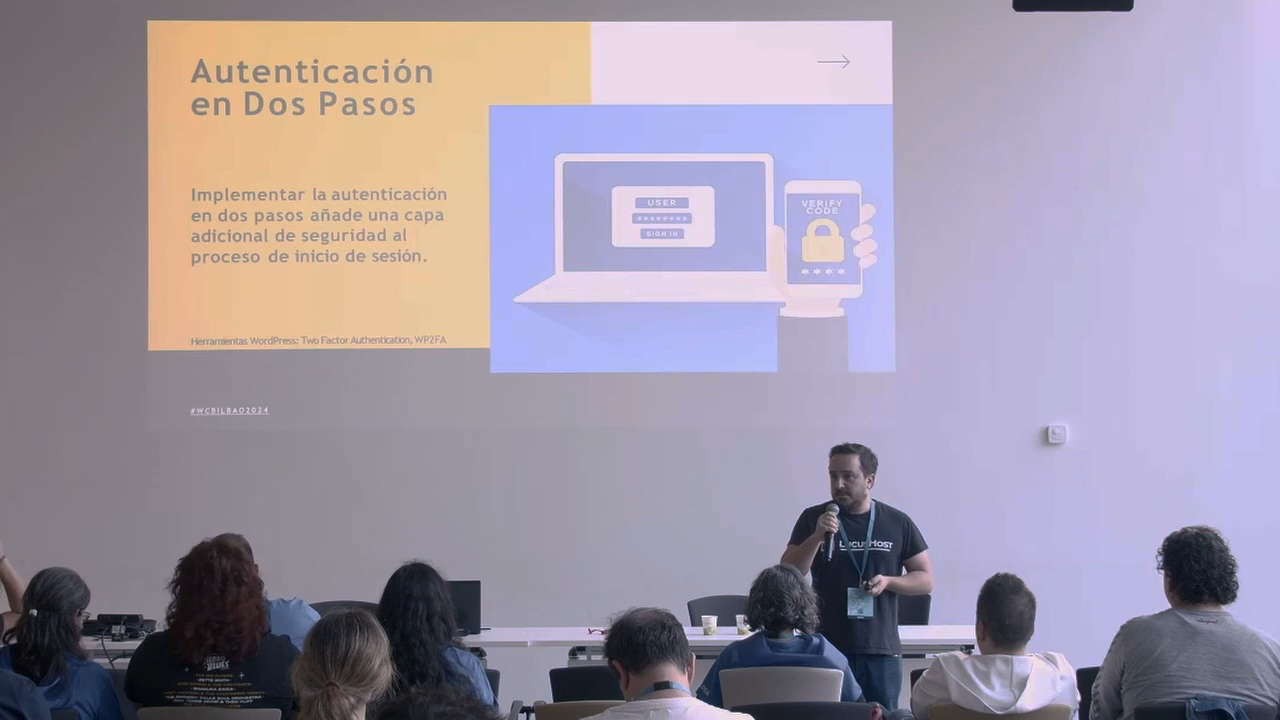 Autenticación
en Dos Pasos
Implementar la autenticación
en dos pasos añade una capa
adicional de seguridad al
proceso de inicio de sesión.
USER
********
SIGN IN
VERIFY
CODE
****
Herramientas WordPress: Two Factor Authentication, WP2FA
#WCBILBAO2024
LUCUSHOST